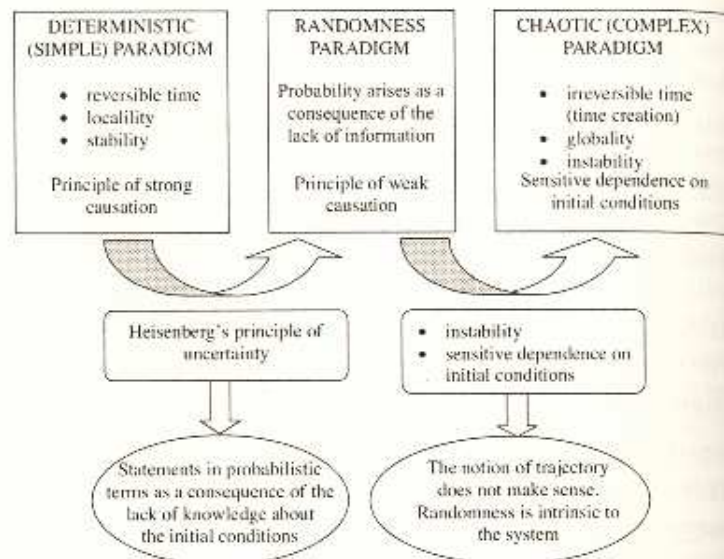 DETERMINISTIC
(SIMPLE) PARADIGM
• reversible time
• localility
• stability
Principle of strong
causation
RANDOMNESS
PARADIGM
Probability arises as a
consequence of the
lack of information
Principle of weak
causation
CHAOTIC (COMPLEX)
PARADIGM
• irreversible time
(time creation)
• globality
• instability
Sensitive dependence on
initial conditions
Heisenberg's principle of
uncertainty
• instability
• sensitive dependence on
initial conditions
Statements in probabilistic
terms as a consequence of the
lack of knowledge about
the initial conditions
The notion of trajectory
does not make sense.
Randomness is intrinsic to
the system